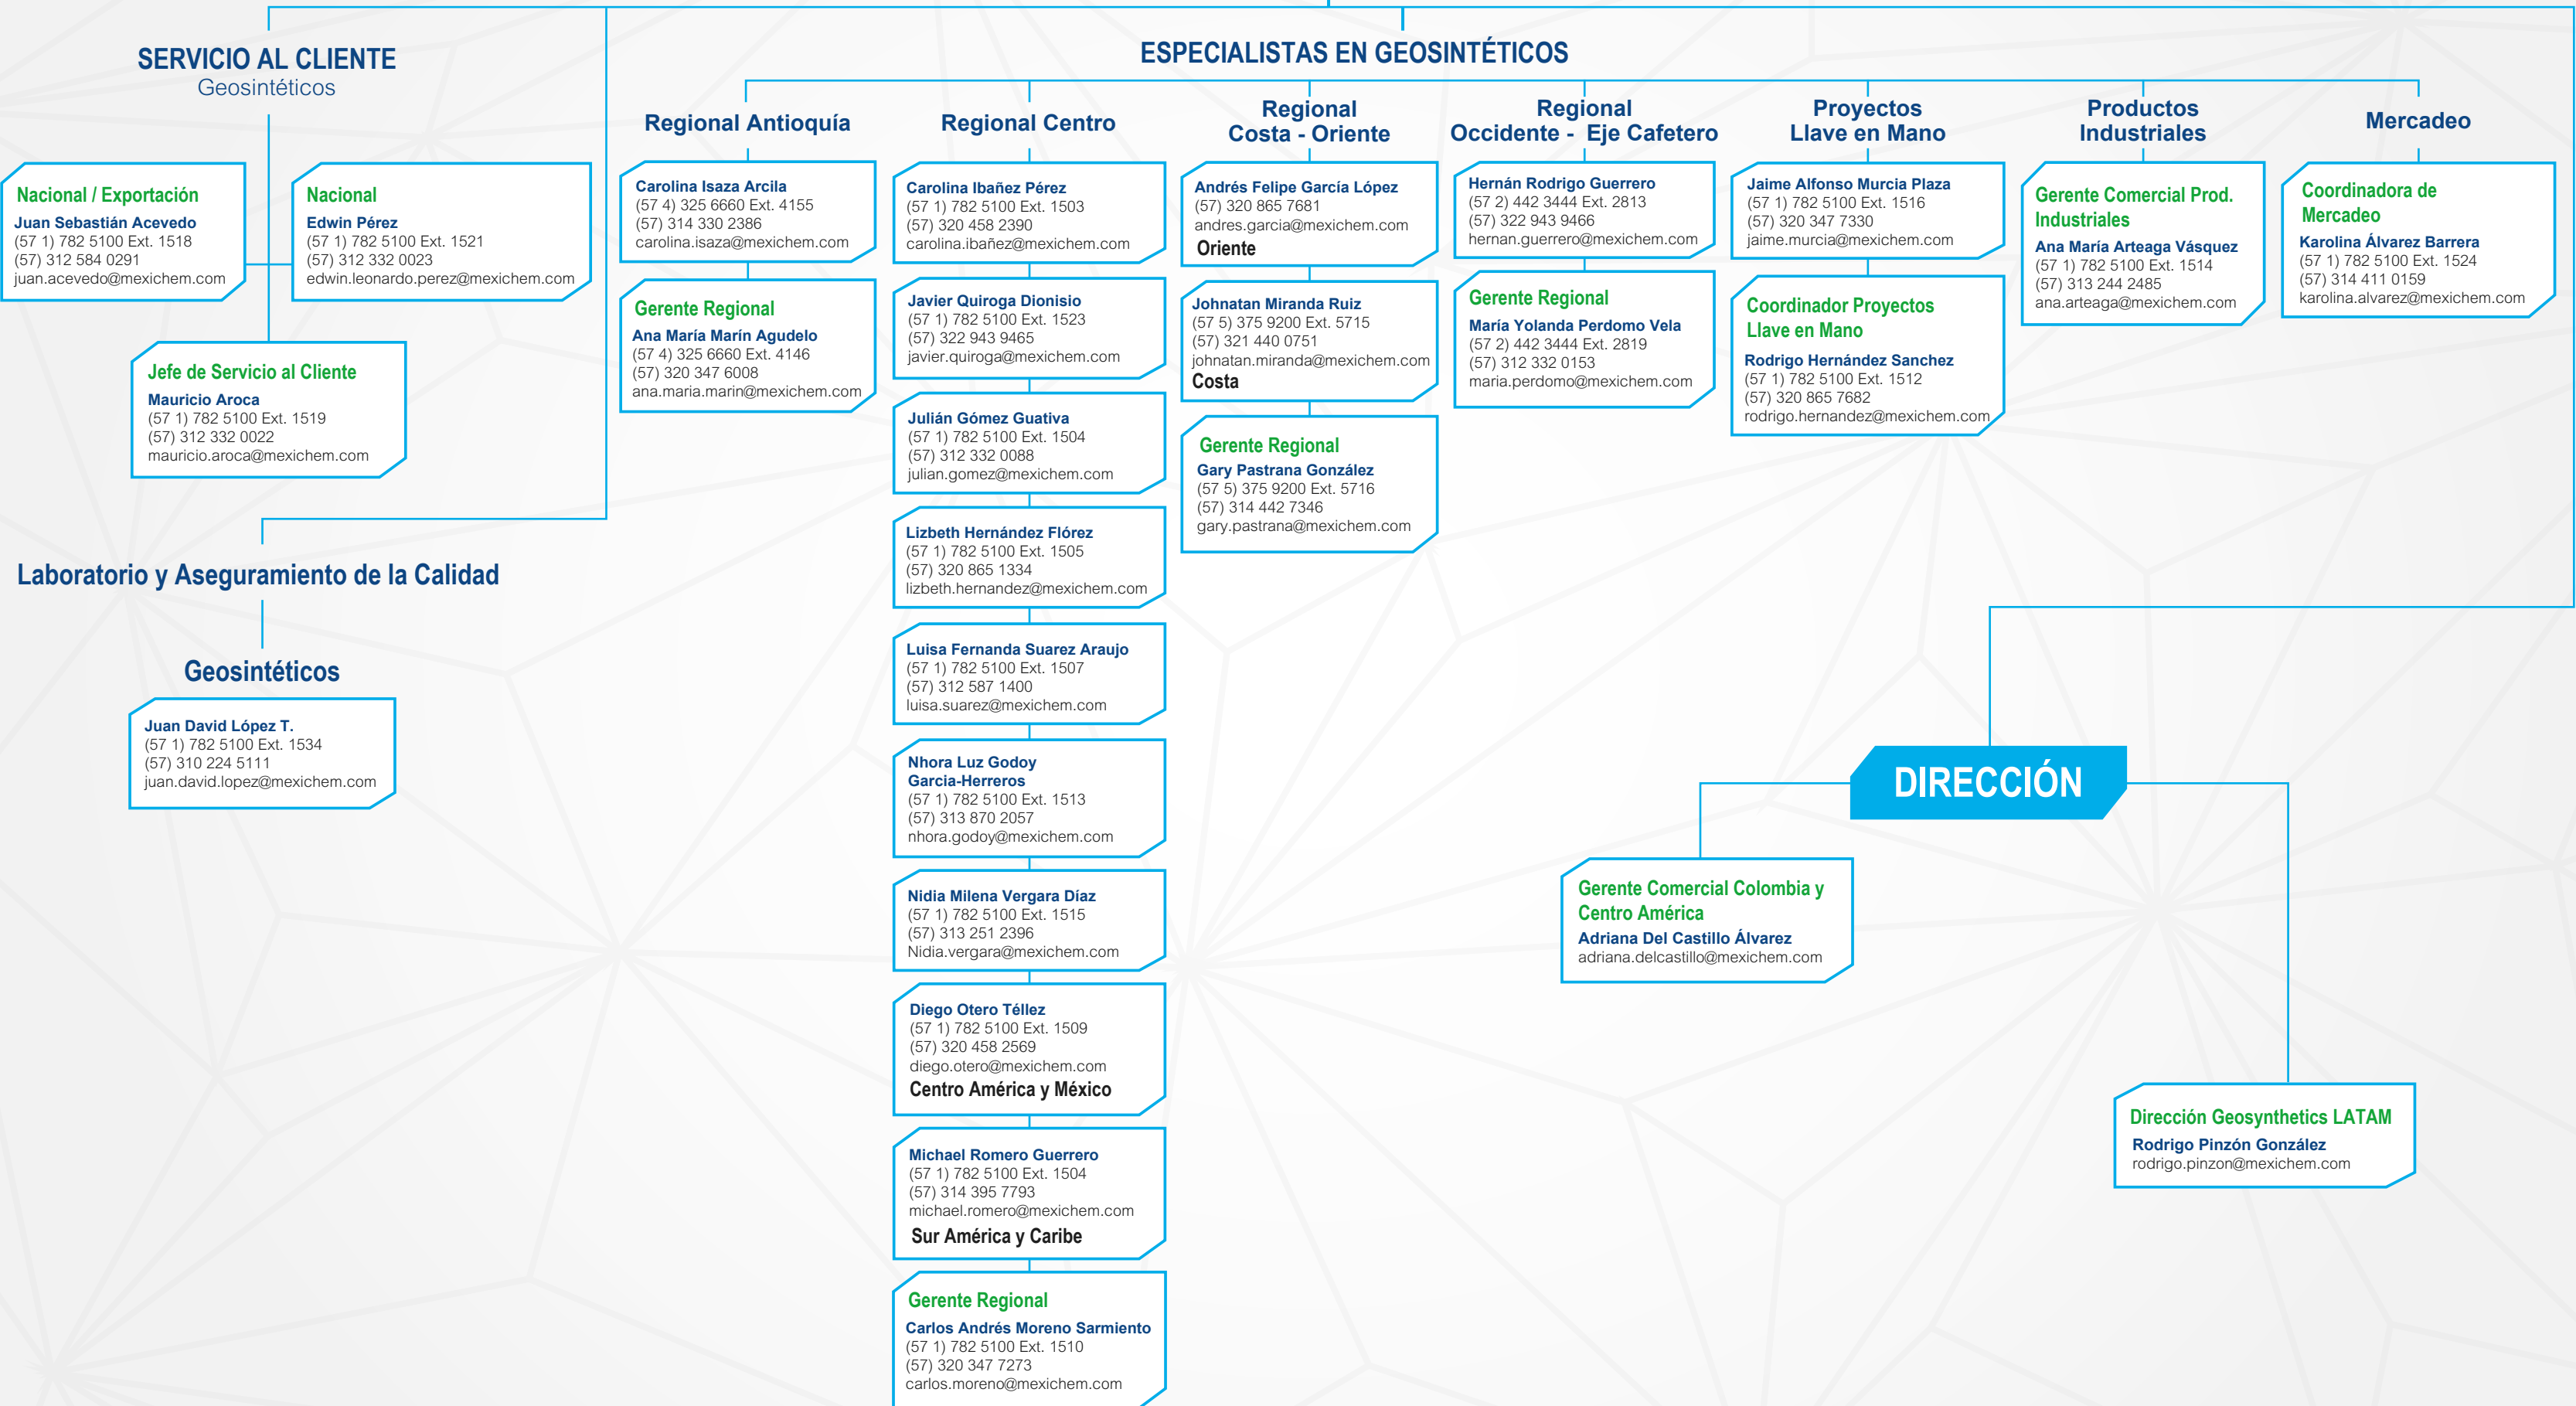 SERVICIO AL CLIENTE
Geosintéticos
Nacional / Exportación
Juan Sebastián Acevedo
(57 1) 782 5100 Ext. 1518
(57) 312 584 0291
juan.acevedo@mexichem.com
Nacional
Edwin Pérez
(57 1) 782 5100 Ext. 1521
(57) 312 332 0023
edwin.leonardo.perez@mexichem.com
Jefe de Servicio al Cliente
Mauricio Aroca
(57 1) 782 5100 Ext. 1519
(57) 312 332 0022
mauricio.aroca@mexichem.com
Laboratorio y Aseguramiento de la Calidad
Geosintéticos
Juan David López T.
(57 1) 782 5100 Ext. 1534
(57) 310 224 5111
juan.david.lopez@mexichem.com
ESPECIALISTAS EN GEOSINTÉTICOS
Regional Antioquía
Carolina Isaza Arcila
(57 4) 325 6660 Ext. 4155
(57) 314 330 2386
carolina.isaza@mexichem.com
Gerente Regional
Ana María Marín Agudelo
(57 4) 325 6660 Ext. 4146
(57) 320 347 6008
ana.maria.marin@mexichem.com
Regional Centro
Carolina Ibañez Pérez
(57 1) 782 5100 Ext. 1503
(57) 320 458 2390
carolina.ibañez@mexichem.com
Javier Quiroga Dionisio
(57 1) 782 5100 Ext. 1523
(57) 322 943 9465
javier.quiroga@mexichem.com
Julián Gómez Guativa
(57 1) 782 5100 Ext. 1504
(57) 312 332 0088
julian.gomez@mexichem.com
Lizbeth Hernández Flórez
(57 1) 782 5100 Ext. 1505
(57) 320 865 1334
lizbeth.hernandez@mexichem.com
Luisa Fernanda Suarez Araujo
(57 1) 782 5100 Ext. 1507
(57) 312 587 1400
luisa.suarez@mexichem.com
Nhora Luz Godoy
Garcia-Herreros
(57 1) 782 5100 Ext. 1513
(57) 313 870 2057
nhora.godoy@mexichem.com
Nidia Milena Vergara Díaz
(57 1) 782 5100 Ext. 1515
(57) 313 251 2396
Nidia.vergara@mexichem.com
Diego Otero Téllez
(57 1) 782 5100 Ext. 1509
(57) 320 458 2569
diego.otero@mexichem.com
Centro América y México
Michael Romero Guerrero
(57 1) 782 5100 Ext. 1504
(57) 314 395 7793
michael.romero@mexichem.com
Sur América y Caribe
Gerente Regional
Carlos Andrés Moreno Sarmiento
(57 1) 782 5100 Ext. 1510
(57) 320 347 7273
carlos.moreno@mexichem.com
Regional
Costa - Oriente
Andrés Felipe García López
(57) 320 865 7681
andres.garcia@mexichem.com
Oriente
Johnatan Miranda Ruiz
(57 5) 375 9200 Ext. 5715
(57) 321 440 0751
johnatan.miranda@mexichem.com
Costa
Gerente Regional
Gary Pastrana González
(57 5) 375 9200 Ext. 5716
(57) 314 442 7346
gary.pastrana@mexichem.com
Regional
Occidente - Eje Cafetero
Hernán Rodrigo Guerrero
(57 2) 442 3444 Ext. 2813
(57) 322 943 9466
hernan.guerrero@mexichem.com
Gerente Regional
María Yolanda Perdomo Vela
(57 2) 442 3444 Ext. 2819
(57) 312 332 0153
maria.perdomo@mexichem.com
Proyectos
Llave en Mano
Jaime Alfonso Murcia Plaza
(57 1) 782 5100 Ext. 1516
(57) 320 347 7330
jaime.murcia@mexichem.com
Coordinador Proyectos
Llave en Mano
Rodrigo Hernández Sanchez
(57 1) 782 5100 Ext. 1512
(57) 320 865 7682
rodrigo.hernandez@mexichem.com
Productos
Industriales
Gerente Comercial Prod.
Industriales
Ana María Arteaga Vásquez
(57 1) 782 5100 Ext. 1514
(57) 313 244 2485
ana.arteaga@mexichem.com
Mercadeo
Coordinadora de
Mercadeo
Karolina Álvarez Barrera
(57 1) 782 5100 Ext. 1524
(57) 314 411 0159
karolina.alvarez@mexichem.com
DIRECCIÓN
Gerente Comercial Colombia y
Centro América
Adriana Del Castillo Álvarez
adriana.delcastillo@mexichem.com
Dirección Geosynthetics LATAM
Rodrigo Pinzón González
rodrigo.pinzon@mexichem.com